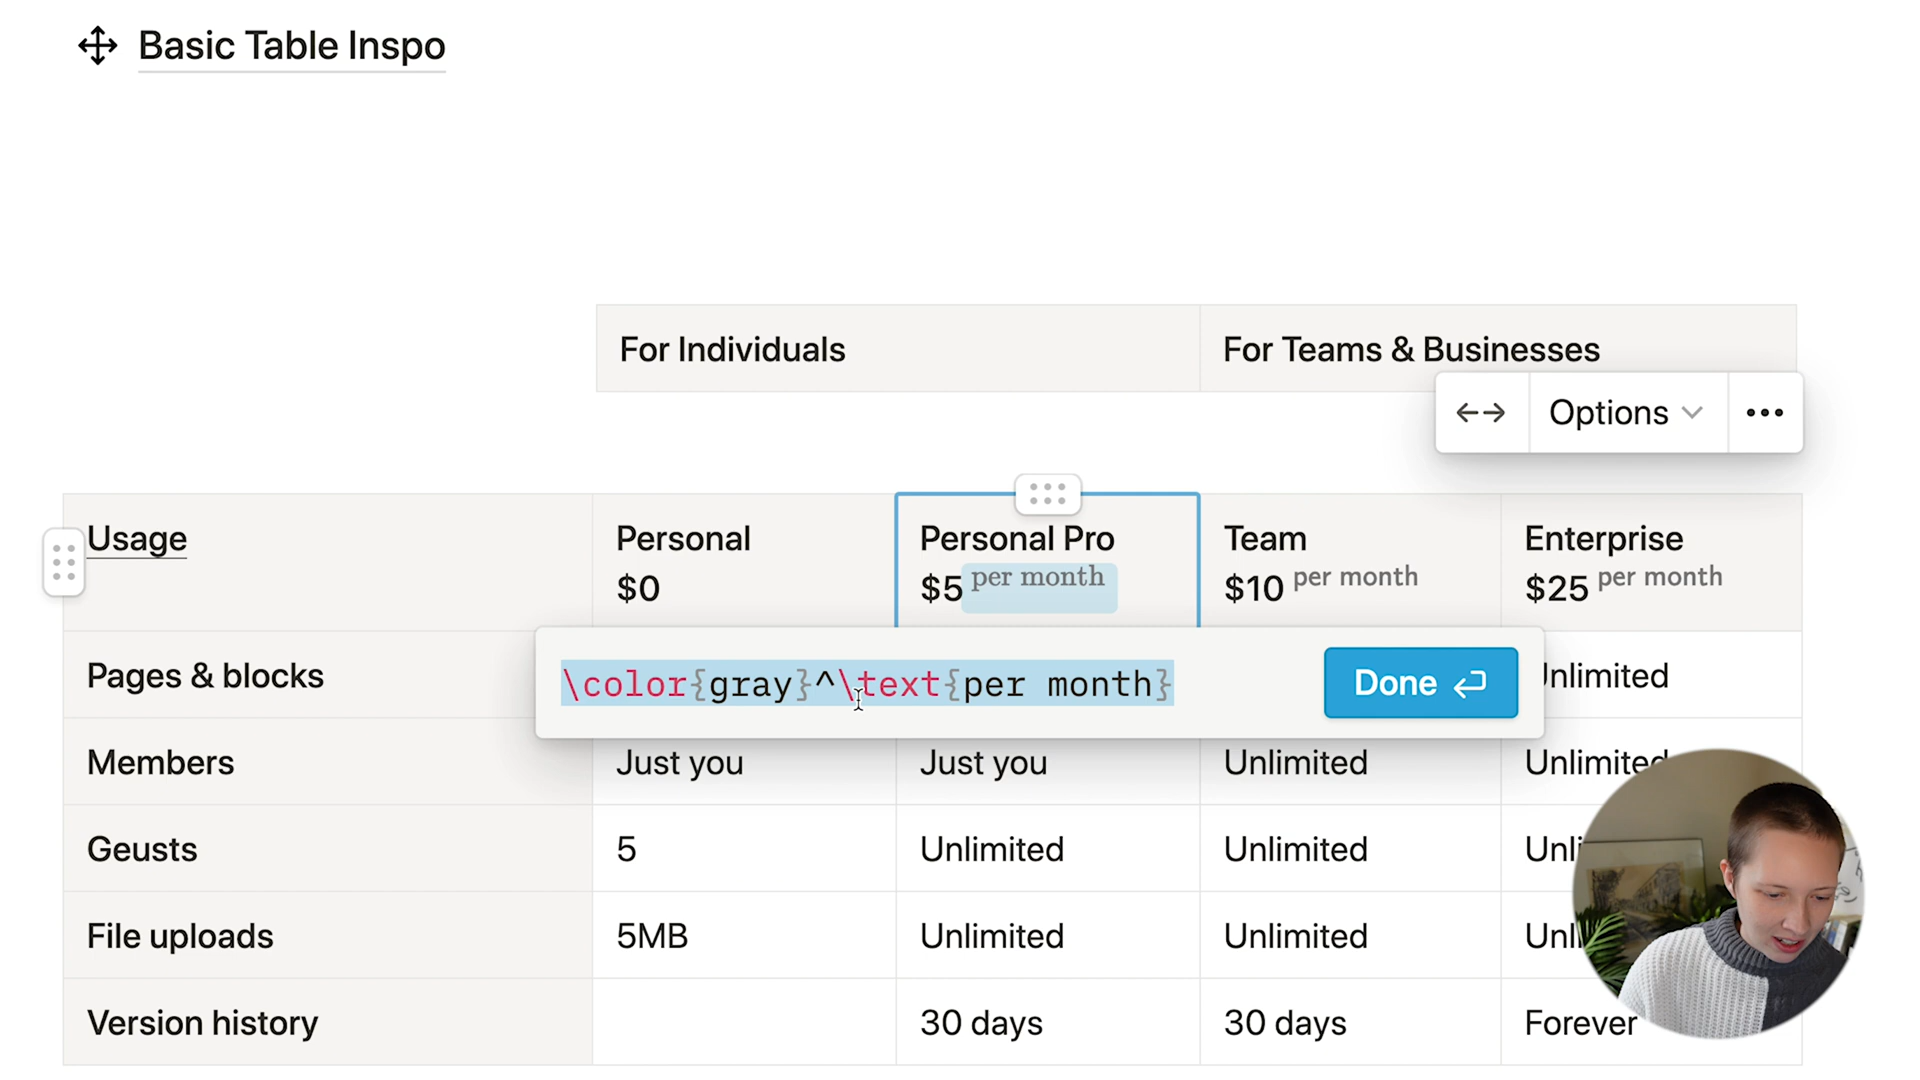 Basic Table Inspo
For Individuals
For Teams & Businesses
Options
Usage
Personal
$0
Personal Pro
$5 per month
Team
$10 per month
Enterprise
$25 per month
\color{gray}^\text{per month}
Done
Pages & blocks
Members
Just you
Just you
Unlimited
Geusts
5
Unlimited
Unlimited
File uploads
5MB
Unlimited
Unlimited
Version history
30 days
30 days
Forever